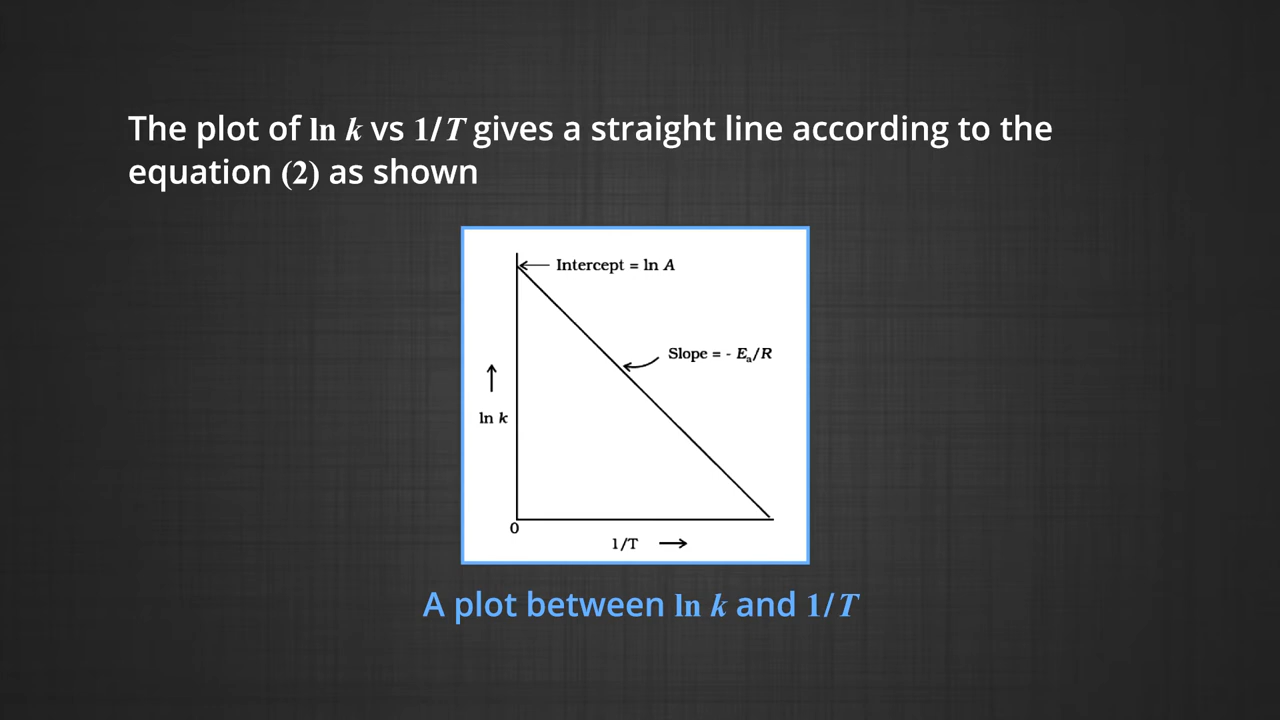 The plot of ln k vs 1/T gives a straight line according to the
equation (2) as shown
Intercept = ln A
Slope = - Eₐ/R
ln k
0
1/T
A plot between ln k and 1/T